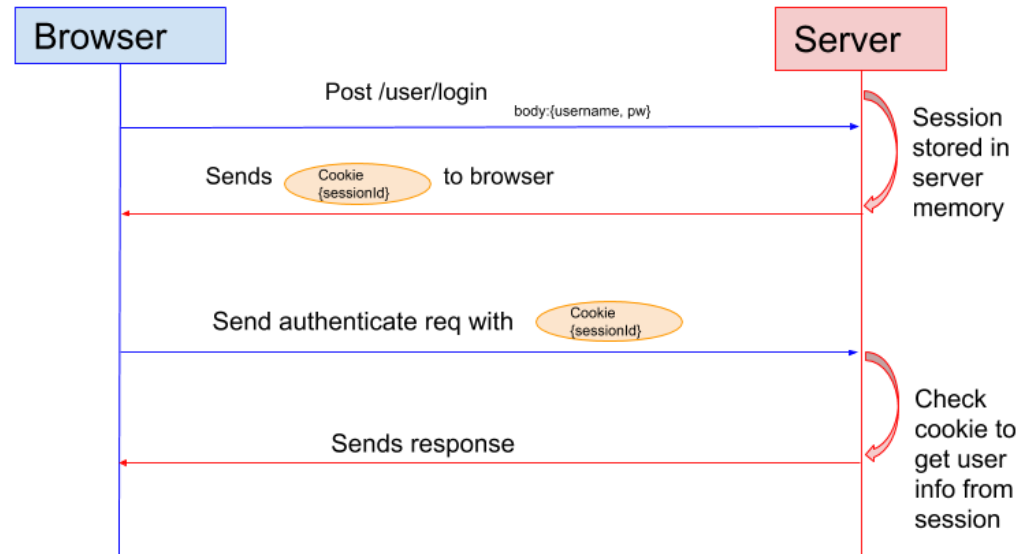 Browser
Server
Post /user/login
body:{username, pw}
Session
stored in
server
memory
Sends
Cookie
{sessionId}
to browser
Send authenticate req with
Cookie
{sessionId}
Check
cookie to
get user
info from
session
Sends response